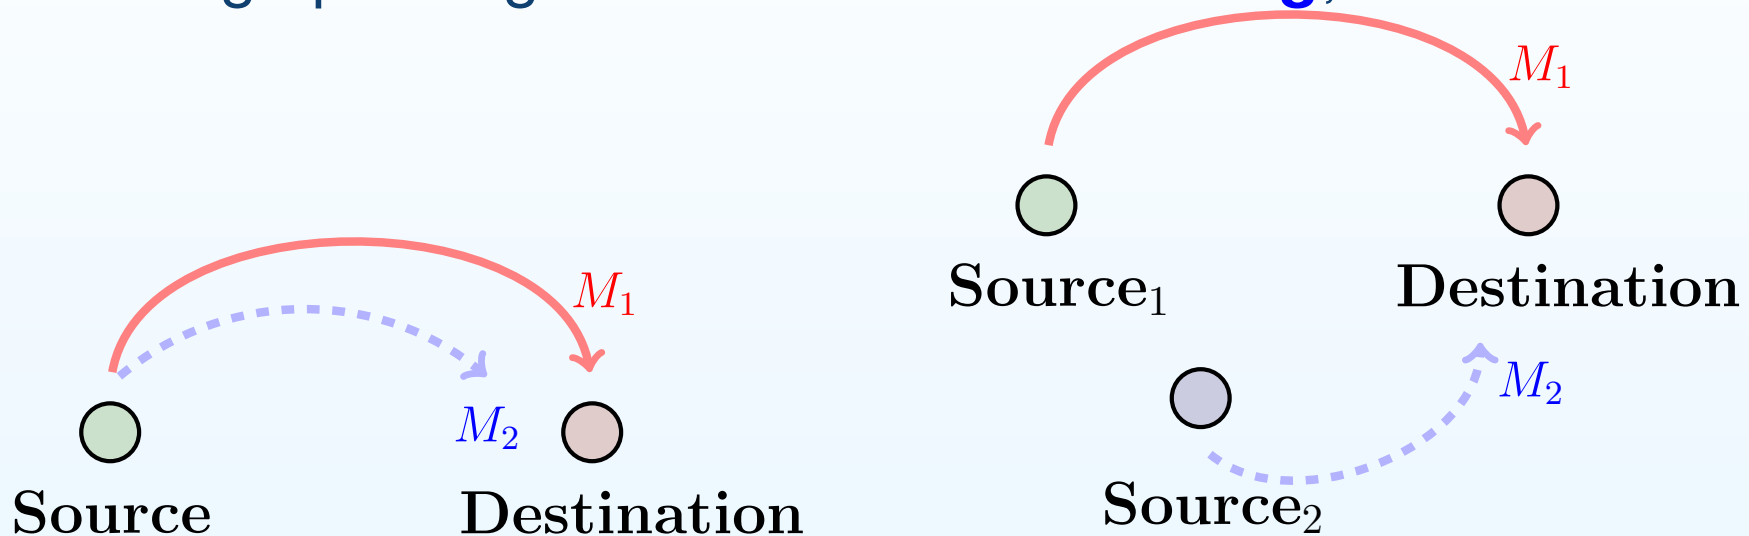 M₁
M₂
Source
Destination
M₁
Source₁
Destination
M₂
Source₂